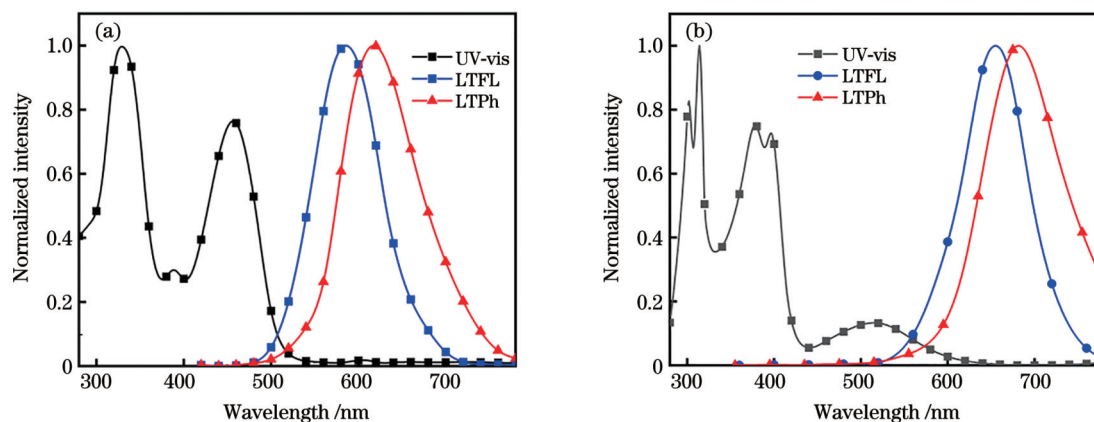 (a)
UV-vis
LTFL
LTPh
Normalized intensity
1.0
0.8
0.6
0.4
0.2
0
300 400 500 600 700
Wavelength /nm
(b)
UV-vis
LTFL
LTPh
Normalized intensity
1.0
0.8
0.6
0.4
0.2
0
300 400 500 600 700
Wavelength /nm